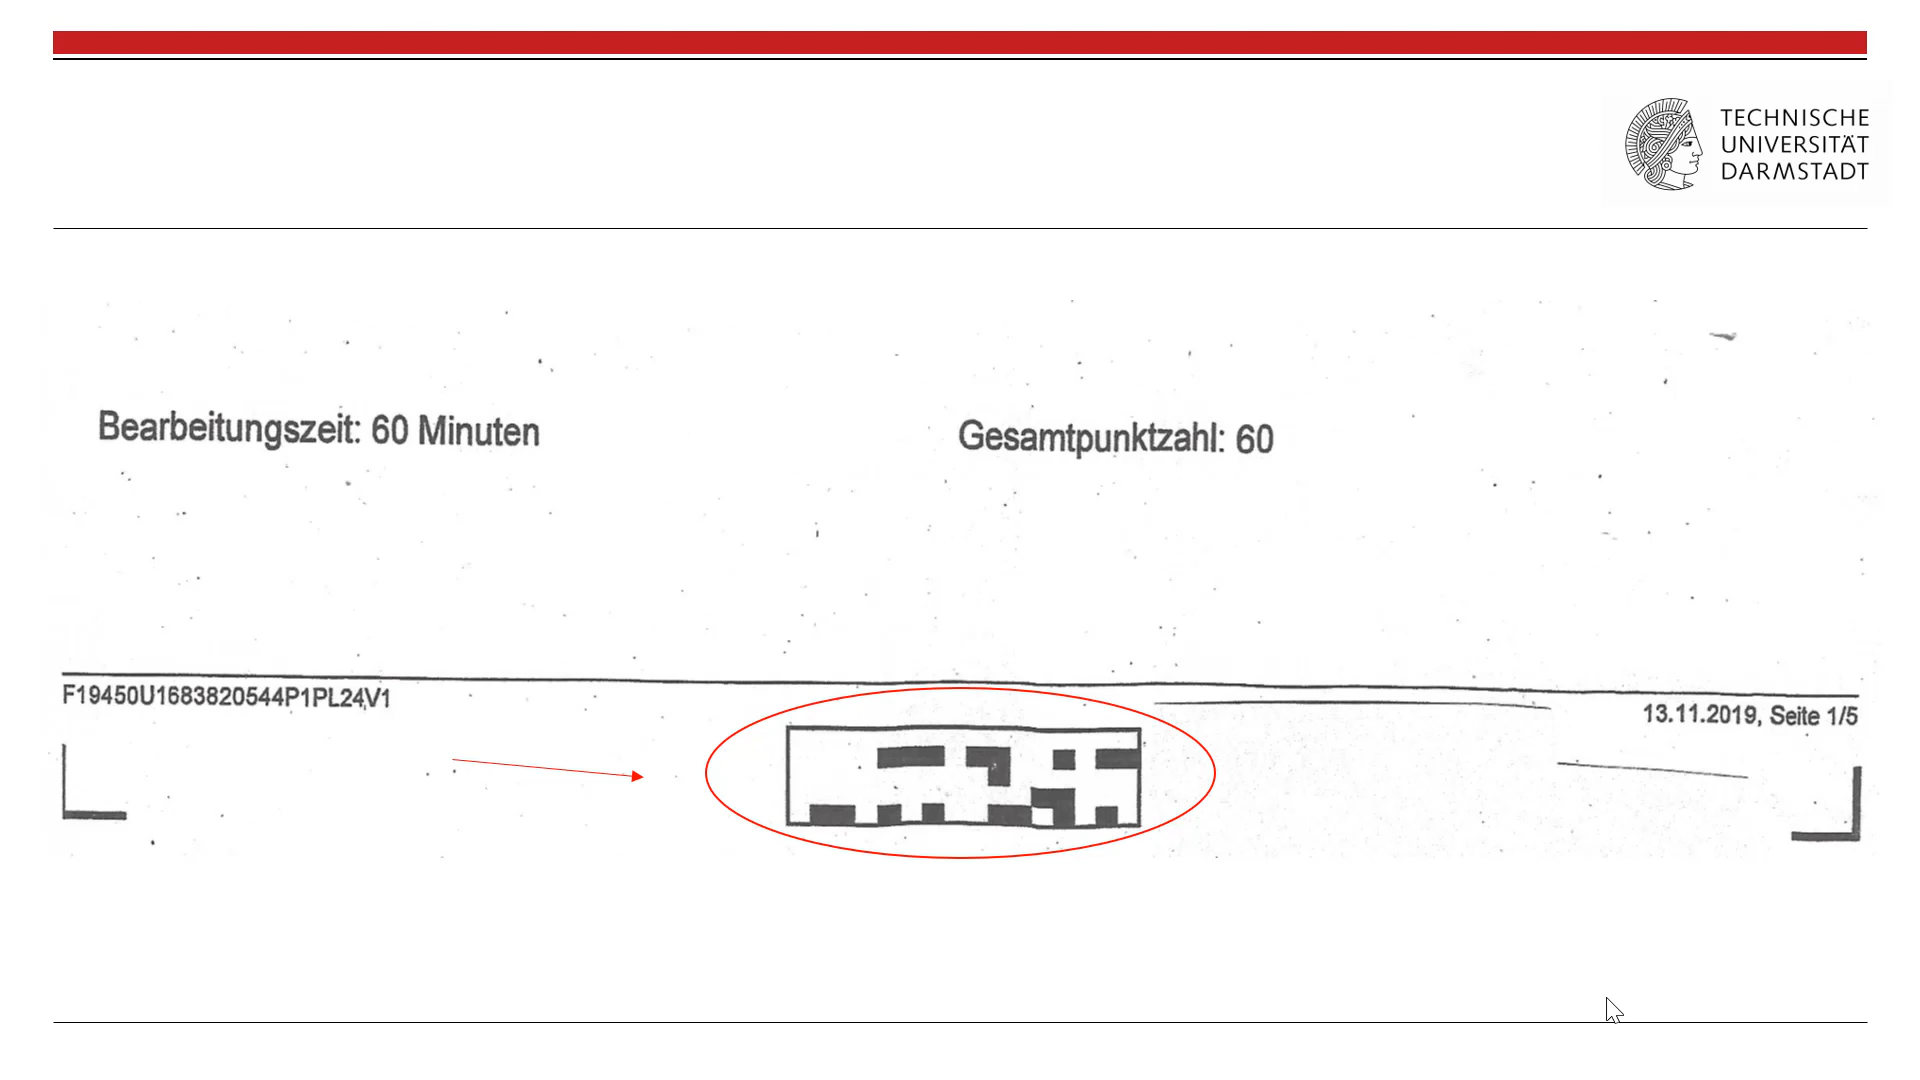 TECHNISCHE
UNIVERSITÄT
DARMSTADT
Bearbeitungszeit: 60 Minuten
Gesamtpunktzahl: 60
F19450U1683820544P1PL24V1
13.11.2019, Seite 1/5